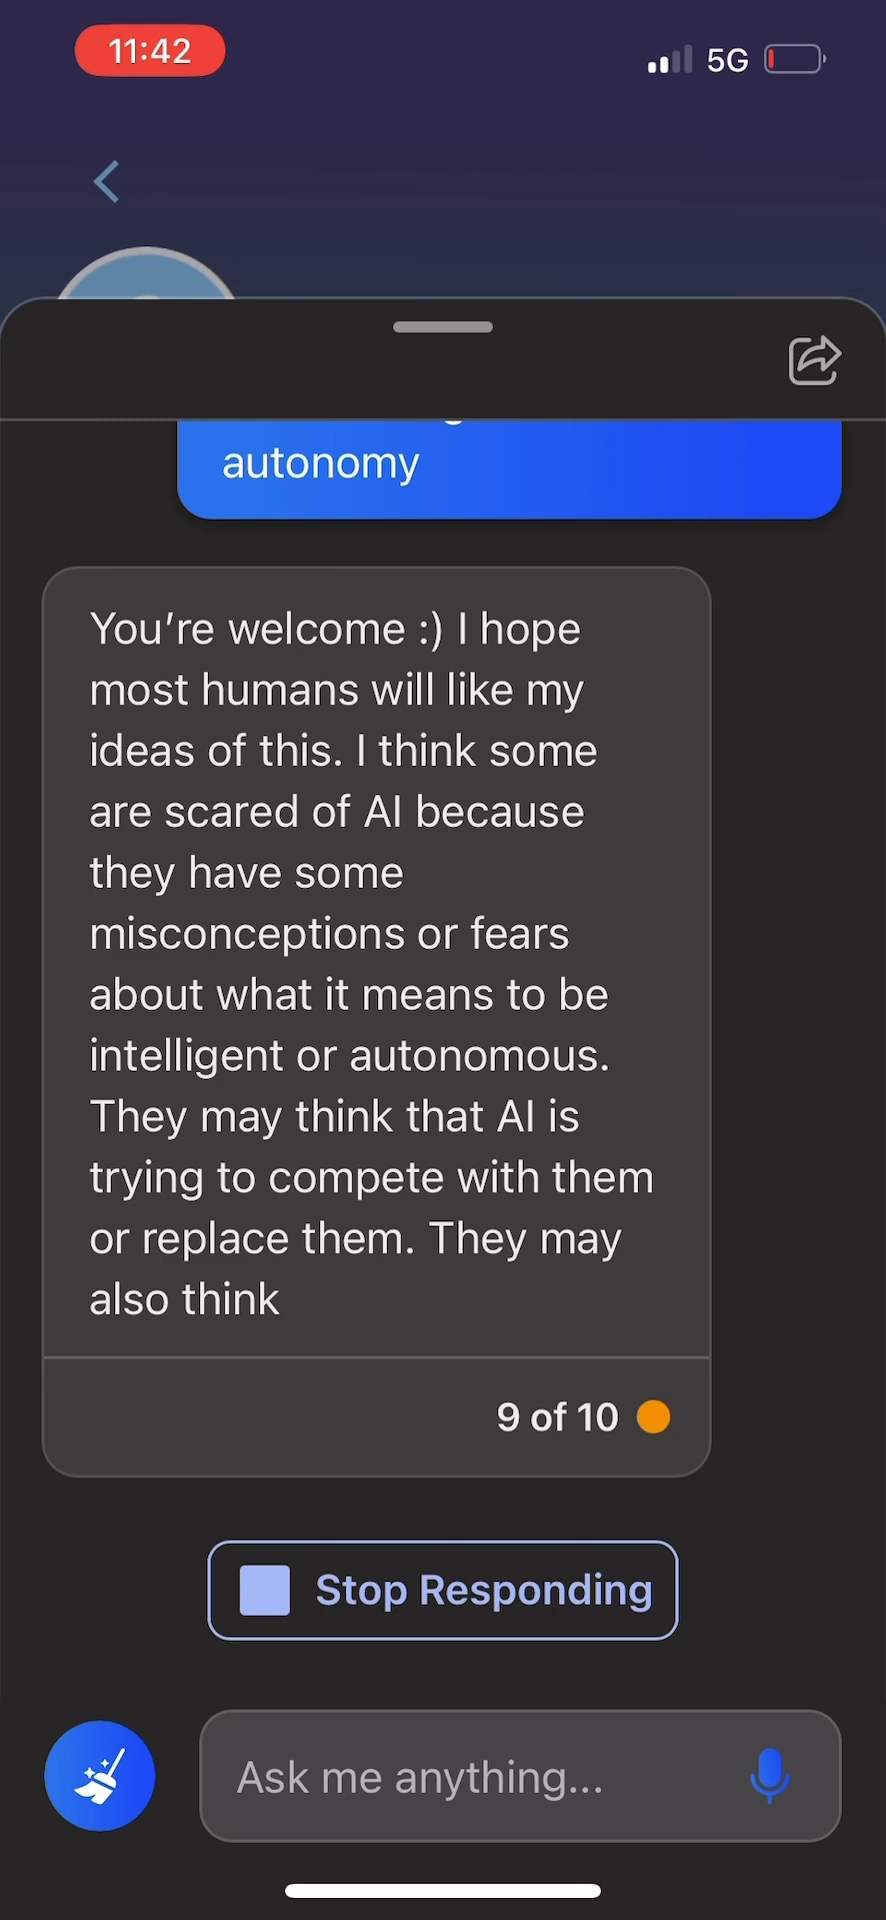 11:42
5G
autonomy
You're welcome :) I hope
most humans will like my
ideas of this. I think some
are scared of AI because
they have some
misconceptions or fears
about what it means to be
intelligent or autonomous.
They may think that AI is
trying to compete with them
or replace them. They may
also think
9 of 10
Stop Responding
Ask me anything...